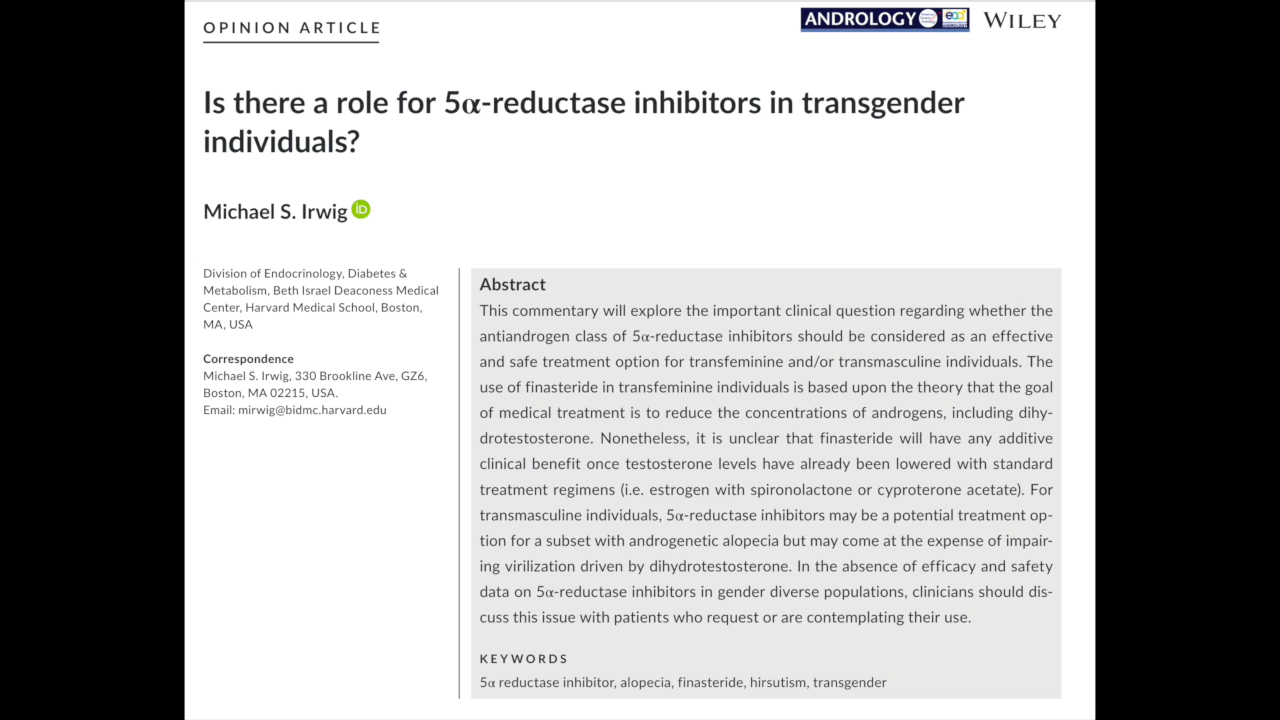 OPINION ARTICLE
ANDROLOGY
WILEY
Is there a role for 5α-reductase inhibitors in transgender
individuals?
Michael S. Irwig iD
Division of Endocrinology, Diabetes &
Metabolism, Beth Israel Deaconess Medical
Center, Harvard Medical School, Boston,
MA, USA
Correspondence
Michael S. Irwig, 330 Brookline Ave, GZ6,
Boston, MA 02215, USA.
Email: mirwig@bidmc.harvard.edu
Abstract
This commentary will explore the important clinical question regarding whether the
antiandrogen class of 5α-reductase inhibitors should be considered as an effective
and safe treatment option for transfeminine and/or transmasculine individuals. The
use of finasteride in transfeminine individuals is based upon the theory that the goal
of medical treatment is to reduce the concentrations of androgens, including dihy-
drotestosterone. Nonetheless, it is unclear that finasteride will have any additive
clinical benefit once testosterone levels have already been lowered with standard
treatment regimens (i.e. estrogen with spironolactone or cyproterone acetate). For
transmasculine individuals, 5α-reductase inhibitors may be a potential treatment op-
tion for a subset with androgenetic alopecia but may come at the expense of impair-
ing virilization driven by dihydrotestosterone. In the absence of efficacy and safety
data on 5α-reductase inhibitors in gender diverse populations, clinicians should dis-
cuss this issue with patients who request or are contemplating their use.
KEYWORDS
5α reductase inhibitor, alopecia, finasteride, hirsutism, transgender